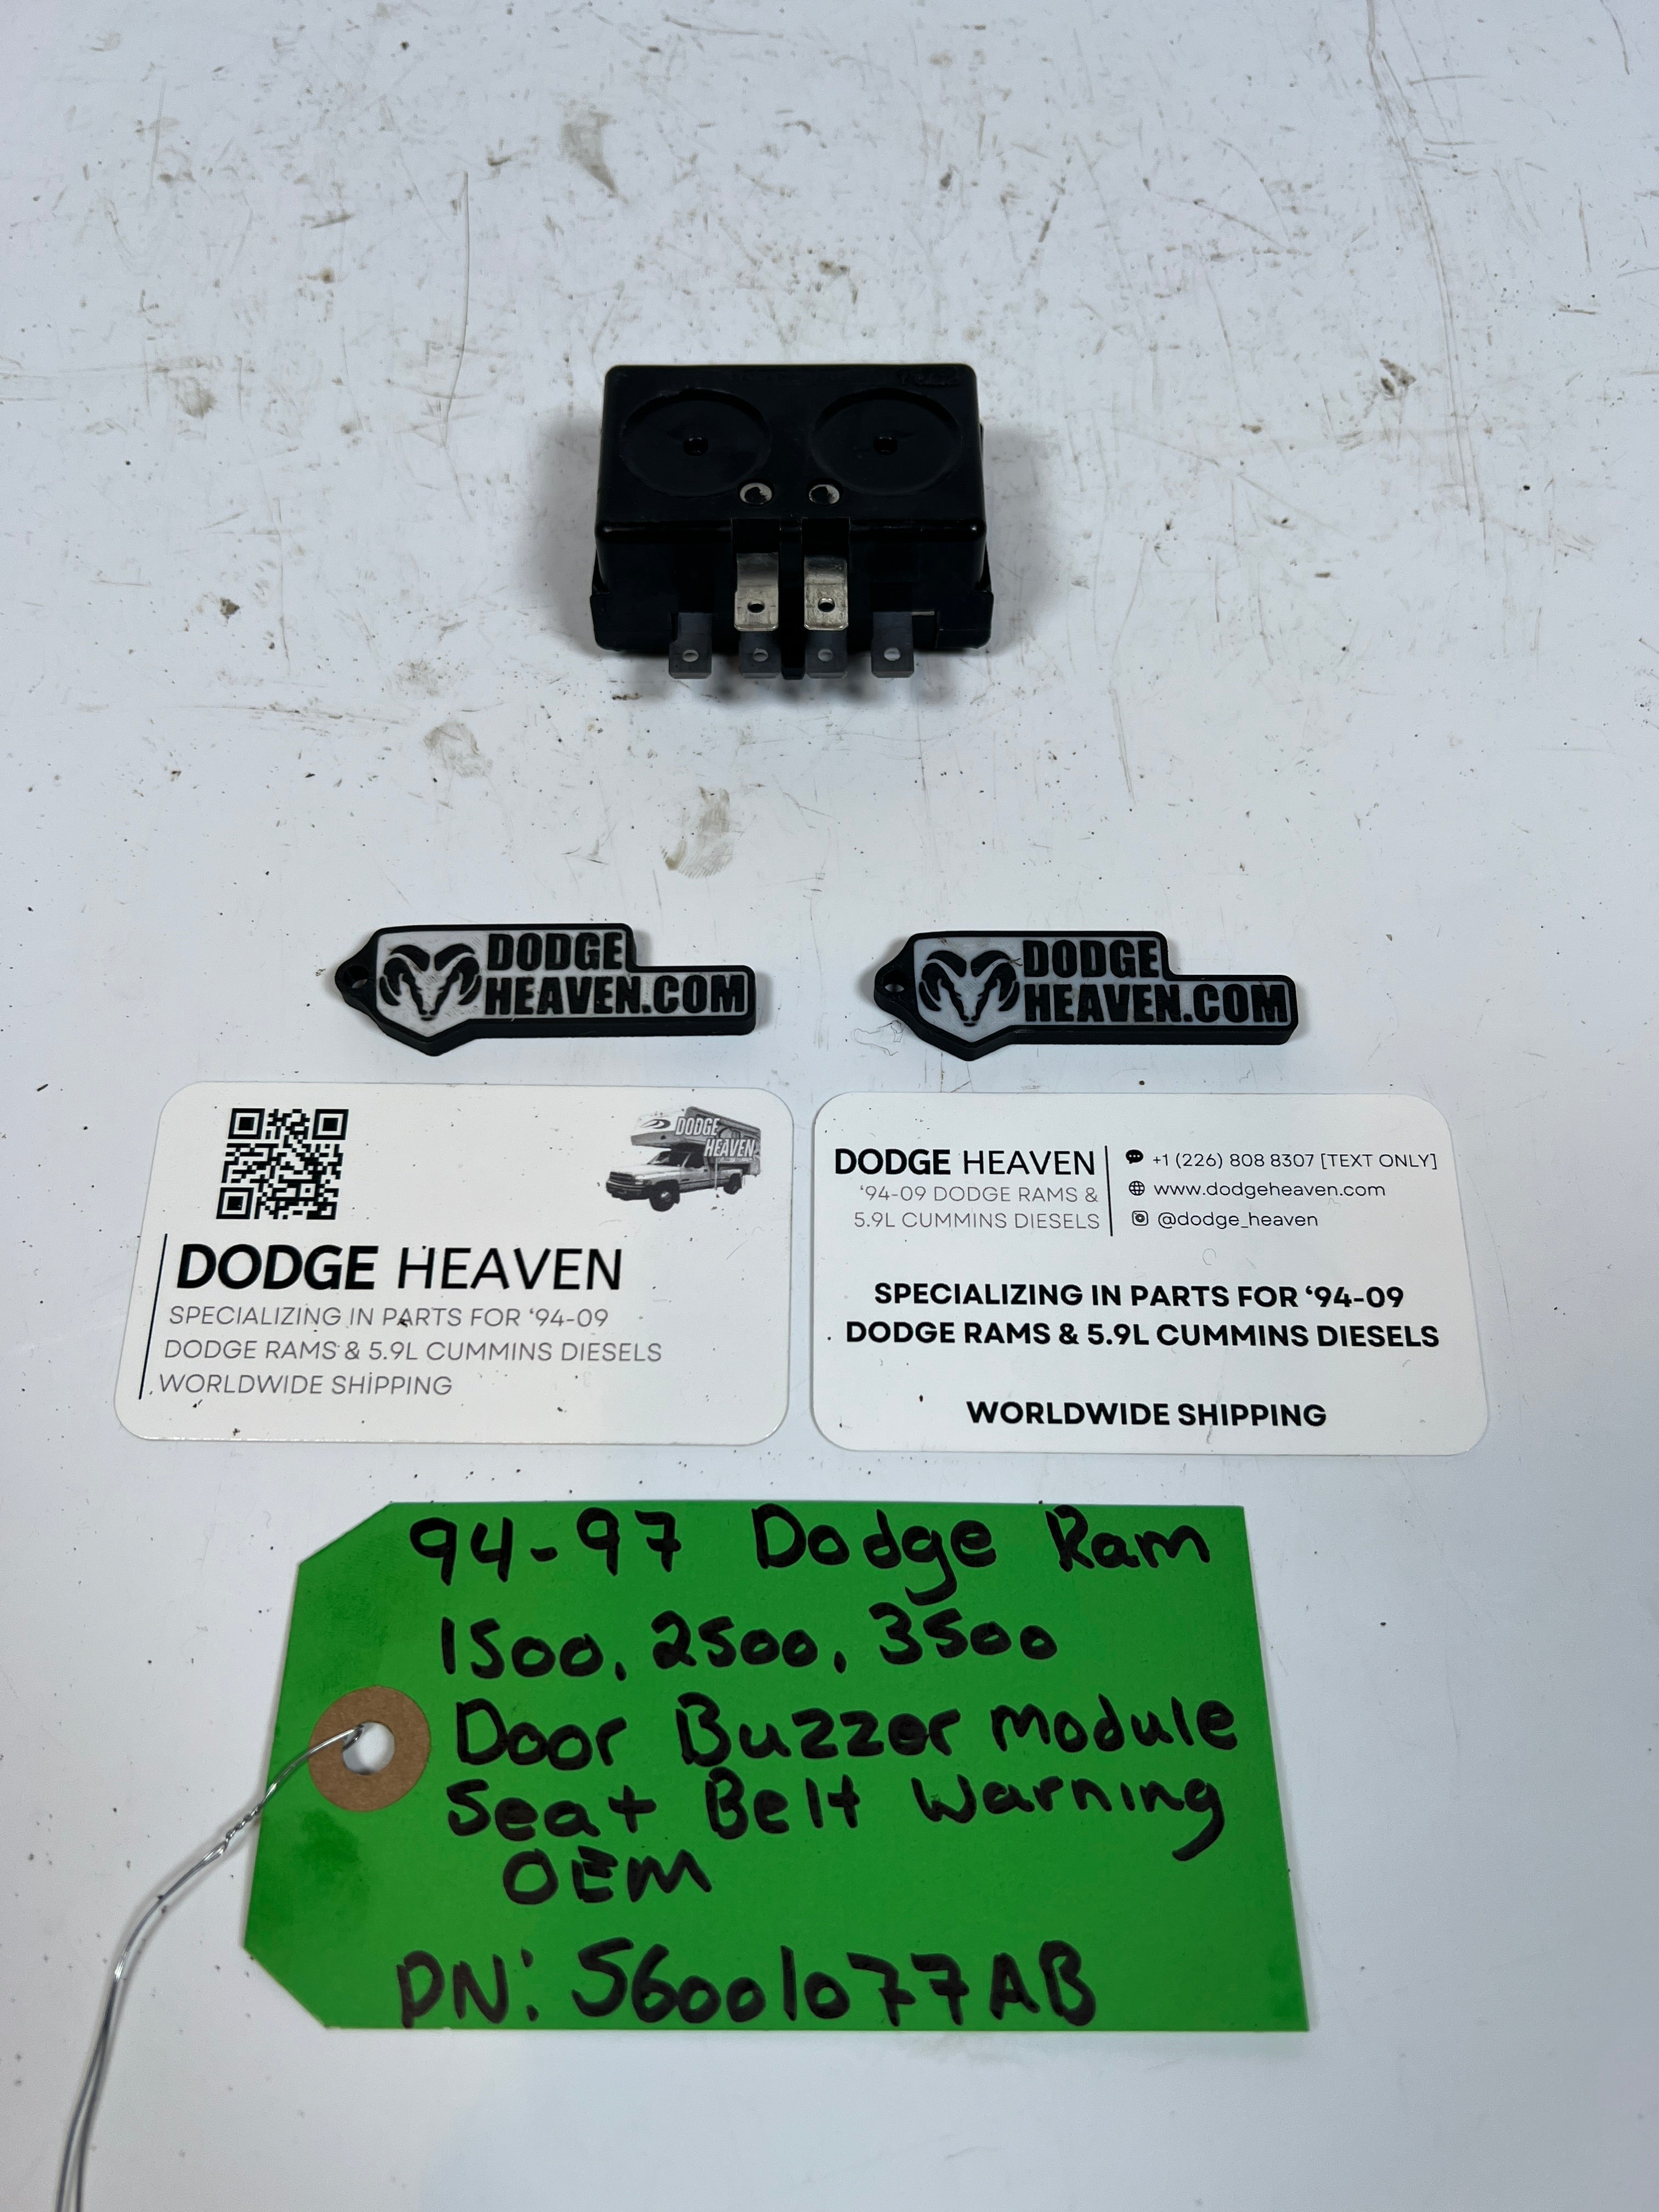 DODGE
HEAVEN.COM
DODGE
HEAVEN.COM
DODGE
HEAVEN
DODGE HEAVEN
SPECIALIZING IN PARTS FOR ‘94-09
DODGE RAMS & 5.9L CUMMINS DIESELS
WORLDWIDE SHIPPING
DODGE HEAVEN
‘94-09 DODGE RAMS &
5.9L CUMMINS DIESELS
+1 (226) 808 8307 [TEXT ONLY]
www.dodgeheaven.com
@dodge_heaven
SPECIALIZING IN PARTS FOR ‘94-09
DODGE RAMS & 5.9L CUMMINS DIESELS
WORLDWIDE SHIPPING
94-97 Dodge Ram
1500, 2500, 3500
Door Buzzer Module
Seat Belt Warning
OEM
PN: 56001077AB